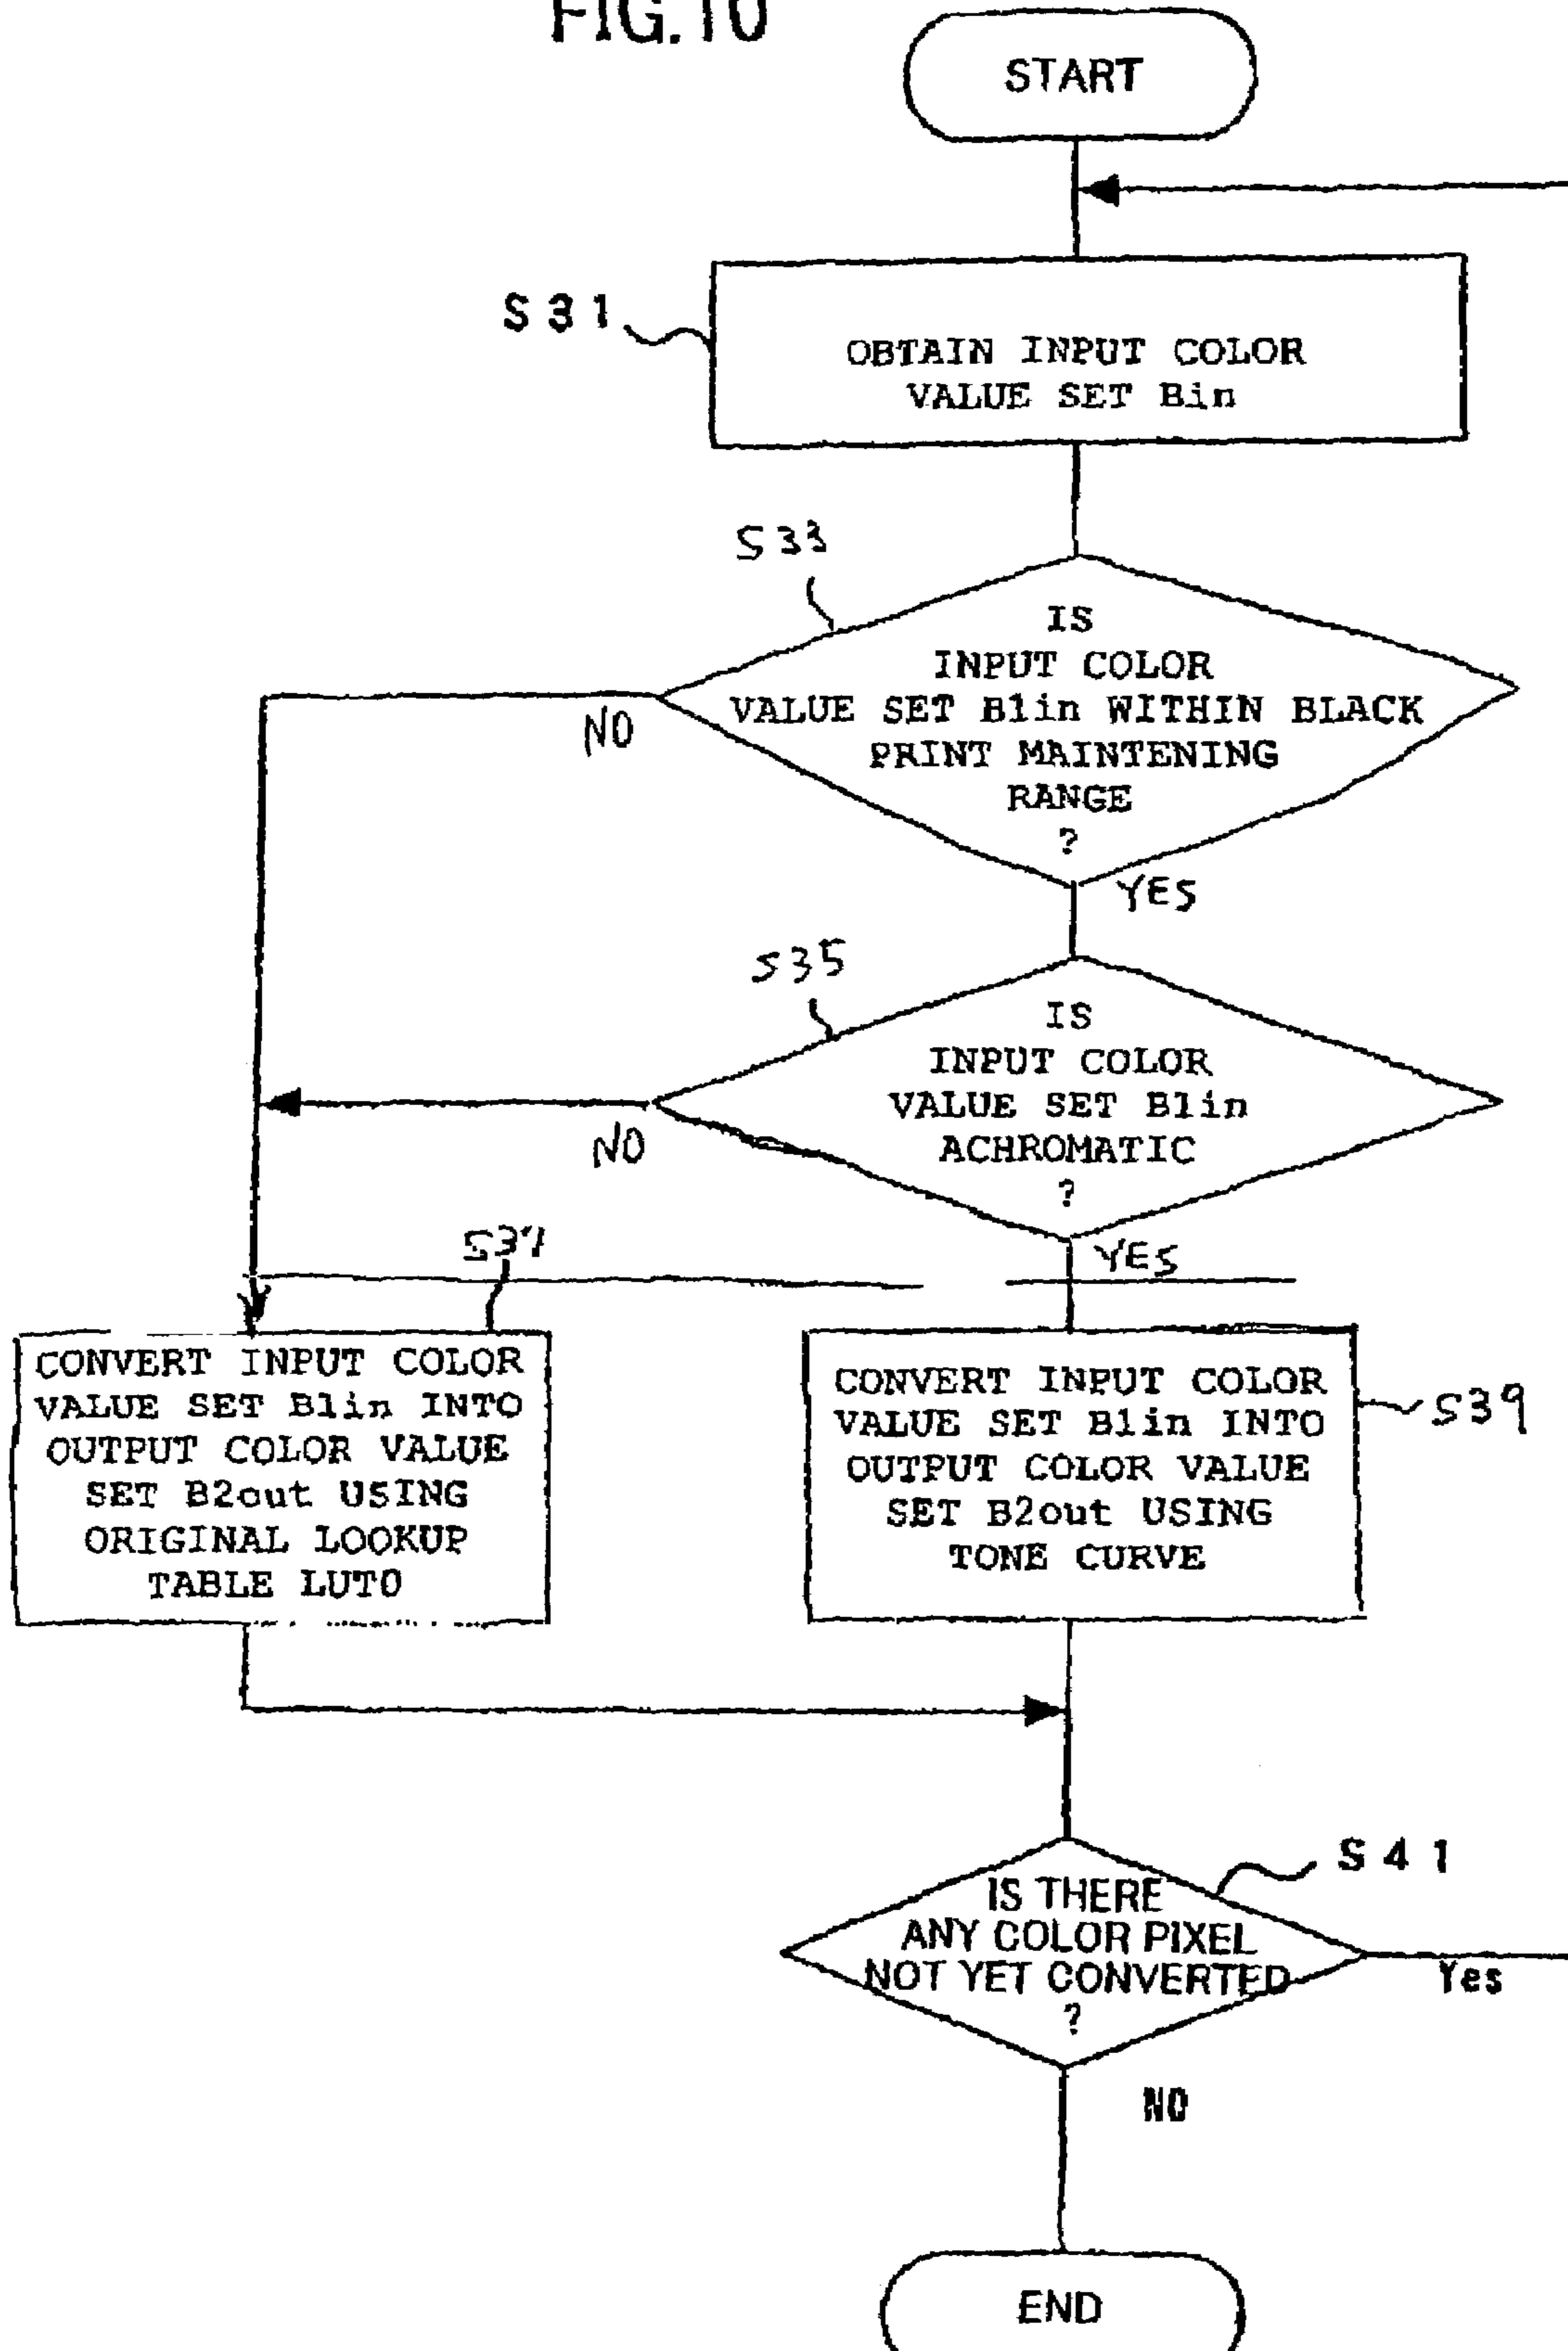 FIG.10
START
S31
OBTAIN INPUT COLOR
VALUE SET Bin
S33
IS
INPUT COLOR
VALUE SET B1in WITHIN BLACK
PRINT MAINTENING
RANGE
?
NO
YES
S35
IS
INPUT COLOR
VALUE SET B1in
ACHROMATIC
?
NO
YES
S37
CONVERT INPUT COLOR
VALUE SET B1in INTO
OUTPUT COLOR VALUE
SET B2out USING
ORIGINAL LOOKUP
TABLE LUT0
CONVERT INPUT COLOR
VALUE SET B1in INTO
OUTPUT COLOR VALUE
SET B2out USING
TONE CURVE
S39
S41
IS THERE
ANY COLOR PIXEL
NOT YET CONVERTED
?
Yes
NO
END